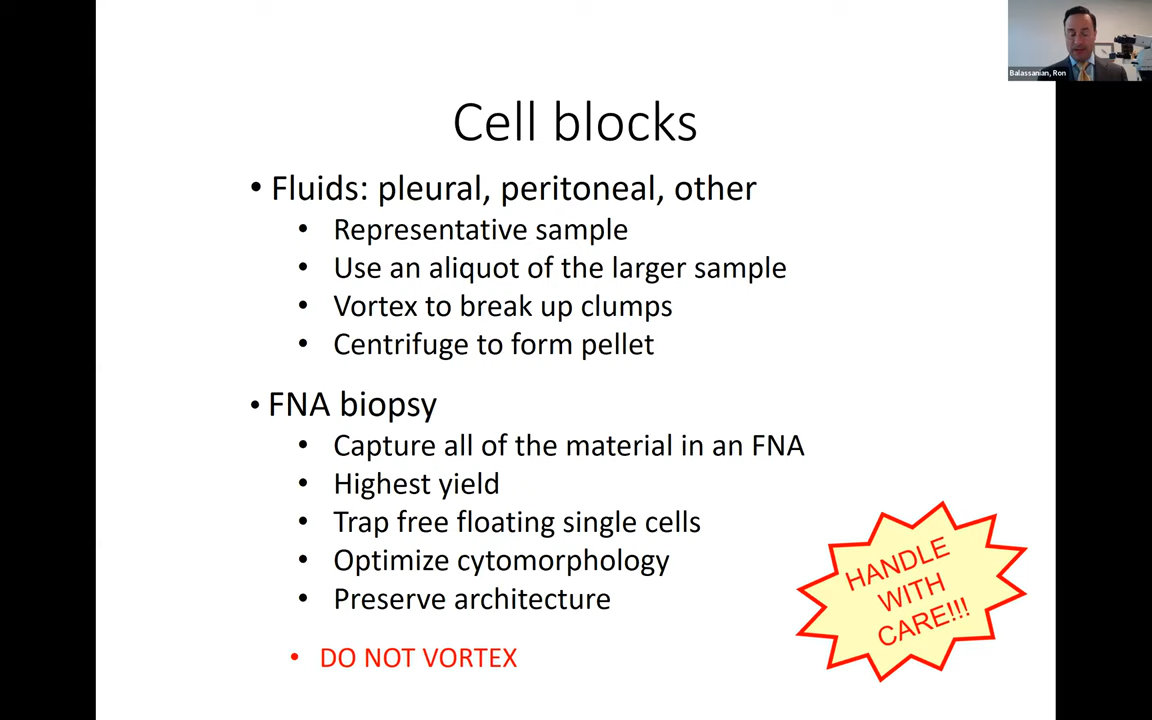 Balassanian, Ron
Cell blocks
• Fluids: pleural, peritoneal, other
• Representative sample
• Use an aliquot of the larger sample
• Vortex to break up clumps
• Centrifuge to form pellet
• FNA biopsy
• Capture all of the material in an FNA
• Highest yield
• Trap free floating single cells
• Optimize cytomorphology
• Preserve architecture
• DO NOT VORTEX
HANDLE
WITH
CARE!!!